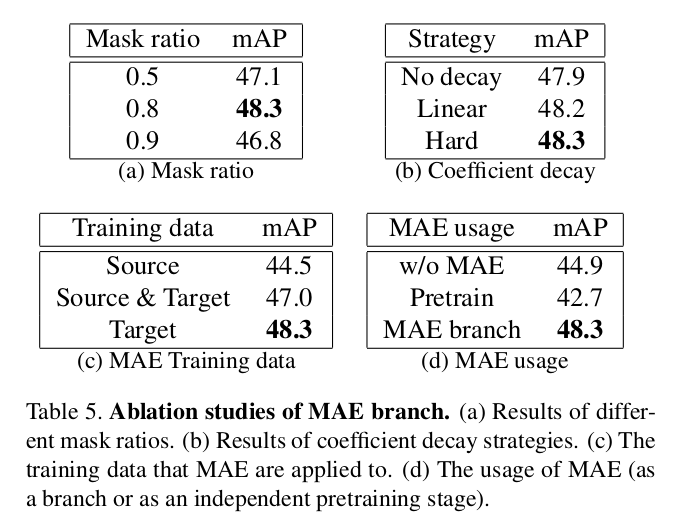 Mask ratio mAP
0.5 47.1
0.8 48.3
0.9 46.8
(a) Mask ratio
Strategy mAP
No decay 47.9
Linear 48.2
Hard 48.3
(b) Coefficient decay
Training data mAP
Source 44.5
Source & Target 47.0
Target 48.3
(c) MAE Training data
MAE usage mAP
w/o MAE 44.9
Pretrain 42.7
MAE branch 48.3
(d) MAE usage
Table 5. Ablation studies of MAE branch. (a) Results of differ-
ent mask ratios. (b) Results of coefficient decay strategies. (c) The
training data that MAE are applied to. (d) The usage of MAE (as
a branch or as an independent pretraining stage).